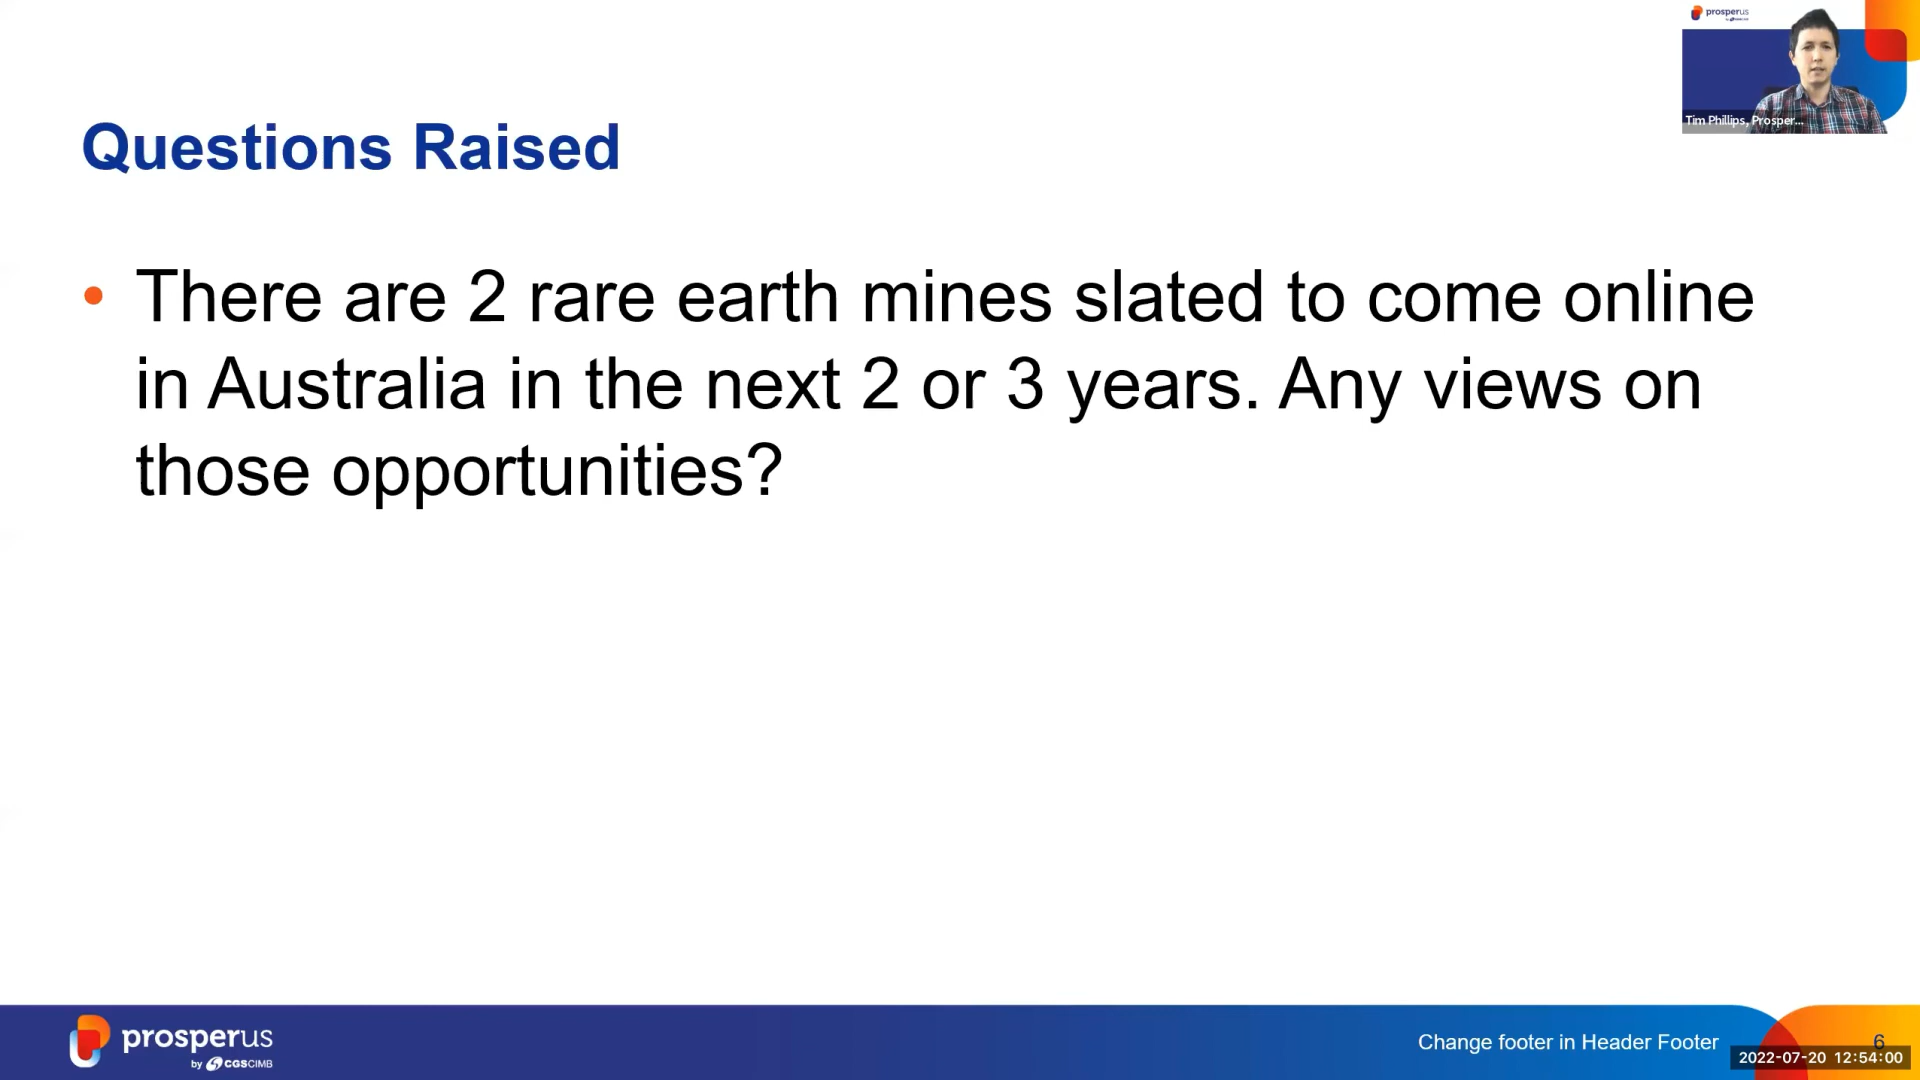 prosperus
Tim Phillips, Prosper...
Questions Raised
• There are 2 rare earth mines slated to come online
in Australia in the next 2 or 3 years. Any views on
those opportunities?
prosperus
by CGSCIMB
Change footer in Header Footer
6
2022-07-20 12:54:00